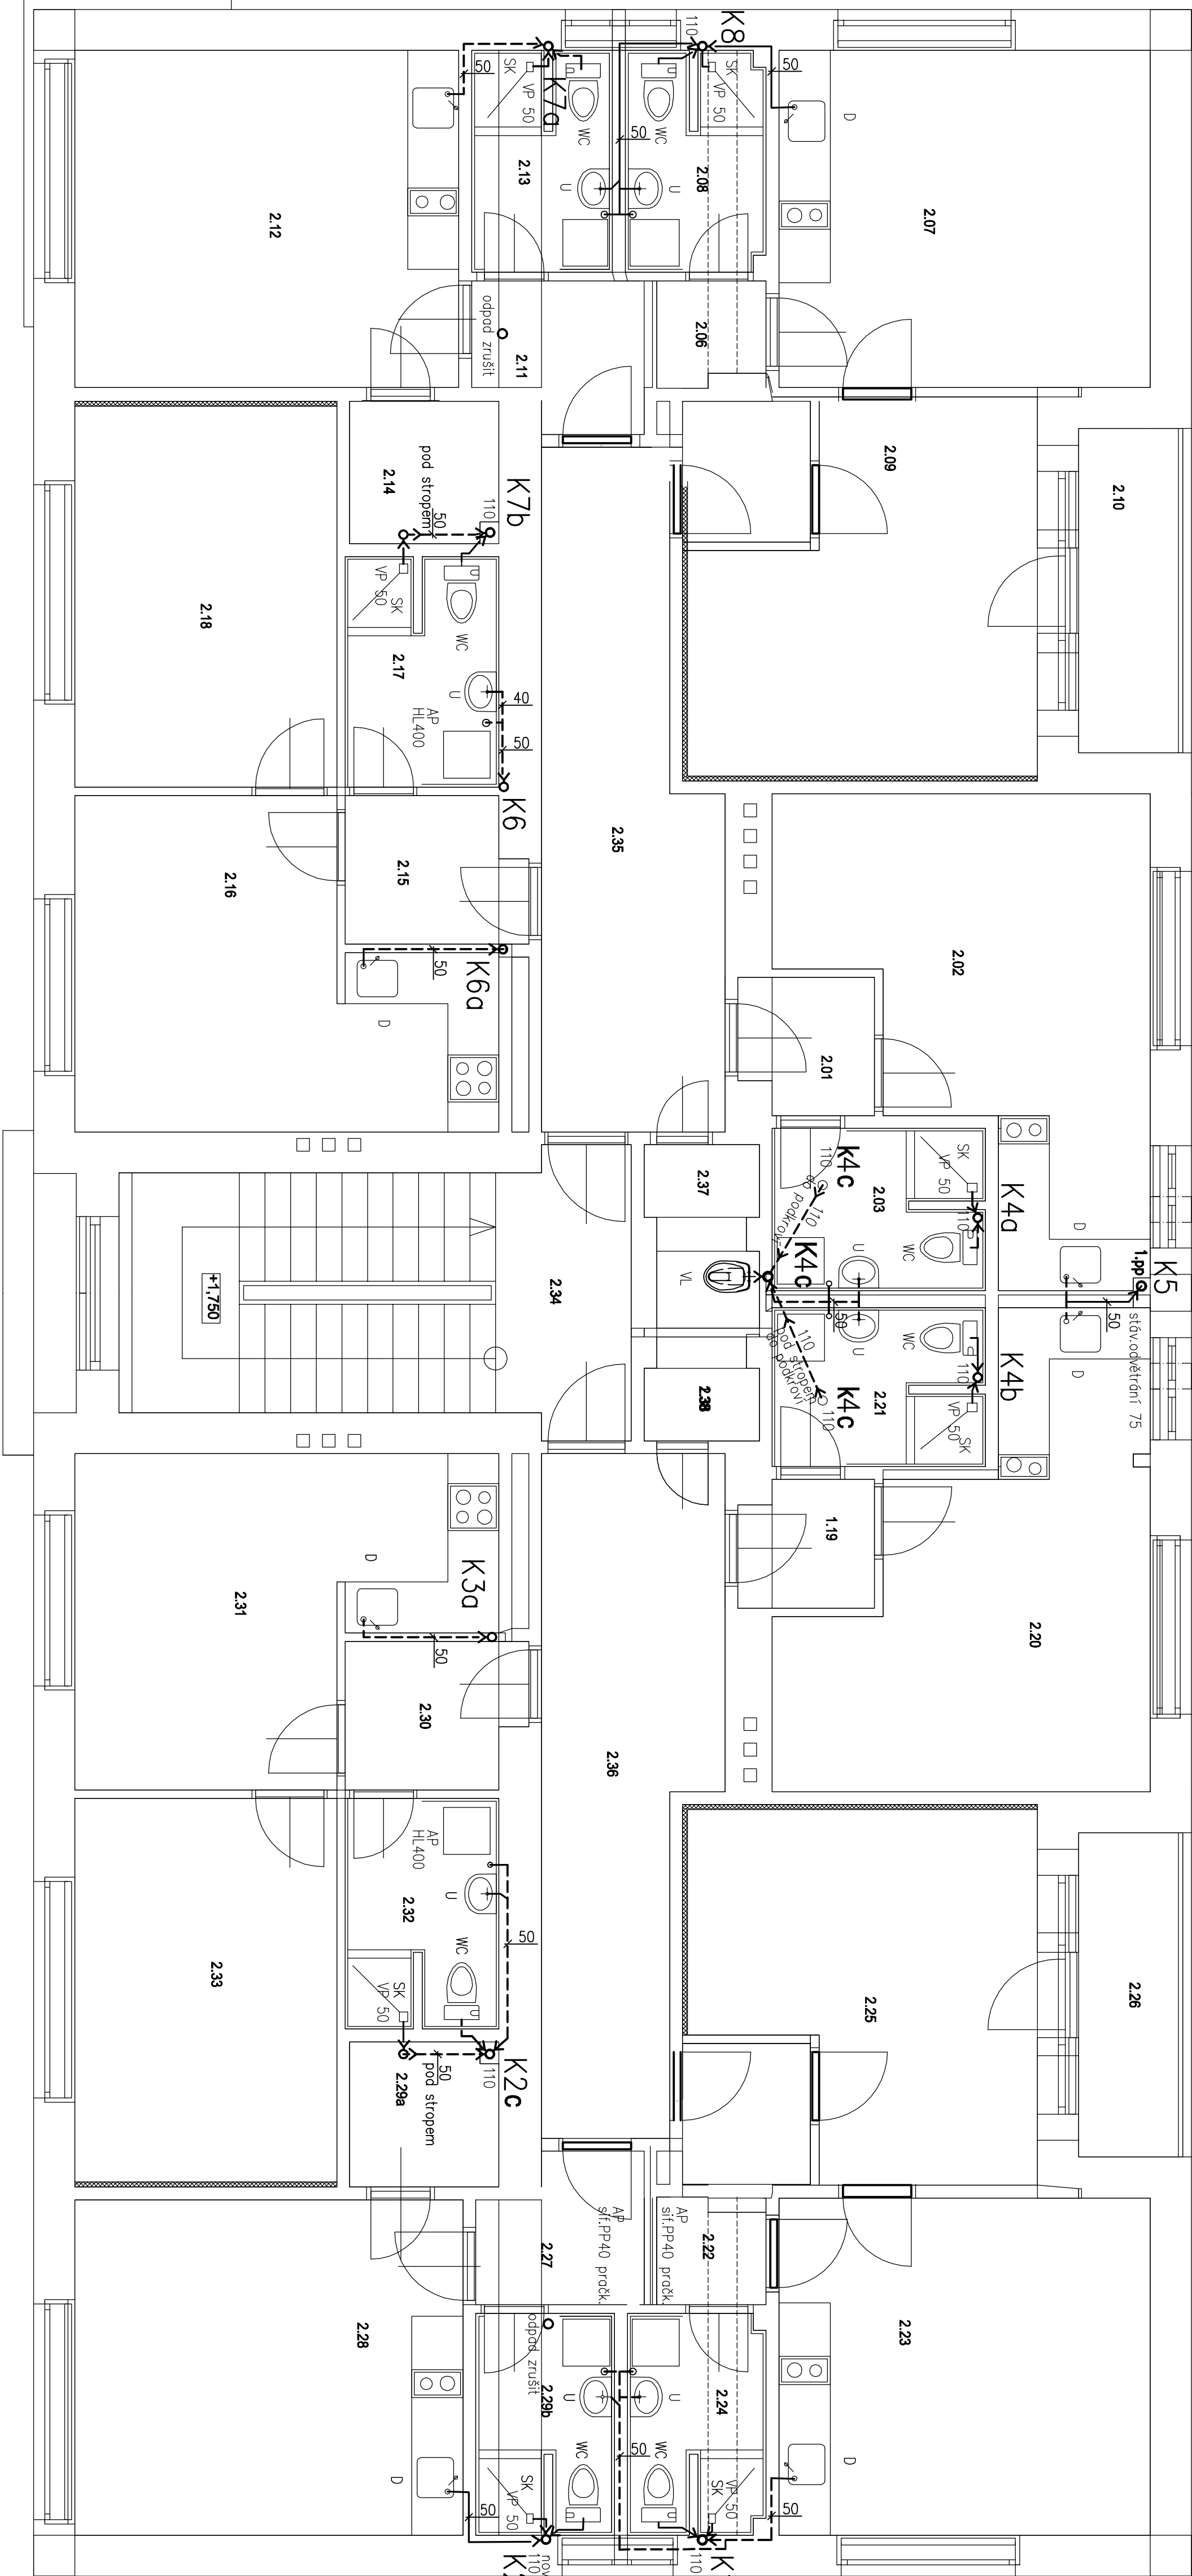 K8
110
50
SK
VP 50
K7a
WC
WC
50
U
U
2.13
2.08
50
D
2.07
2.12
odpad zrušit
2.11
2.06
2.09
2.10
pod stropem
2.14
50
110
K7b
VP 50
SK
WC
2.18
2.17
U
AP
HL400
40
50
K6
2.15
2.16
2.35
50
K6a
D
2.02
2.01
2.37
K4c
110
110
2.03
SK
VP 50
110
K4a
WC
U
K4c
VL
D
1.pp
K5
stáv.odvětrání 75
50
50
U
WC
110
K4b
D
110
pod stropem
do podkroví
K4c
110
2.21
VP 50
SK
2.34
+1,750
2.38
1.19
2.20
D
K3a
50
2.31
2.30
2.36
AP
HL400
U
2.32
WC
SK
VP 50
50
2.33
2.29a
50
pod stropem
110
K2c
2.25
2.26
AP
sif.PP40 pračk.
AP
sif.PP40 pračk.
2.27
2.22
2.28
odpad zrušit
2.29b
U
U
2.24
2.23
WC
50
WC
SK
VP 50
SK
VP 50
D
D
50
50
110
110